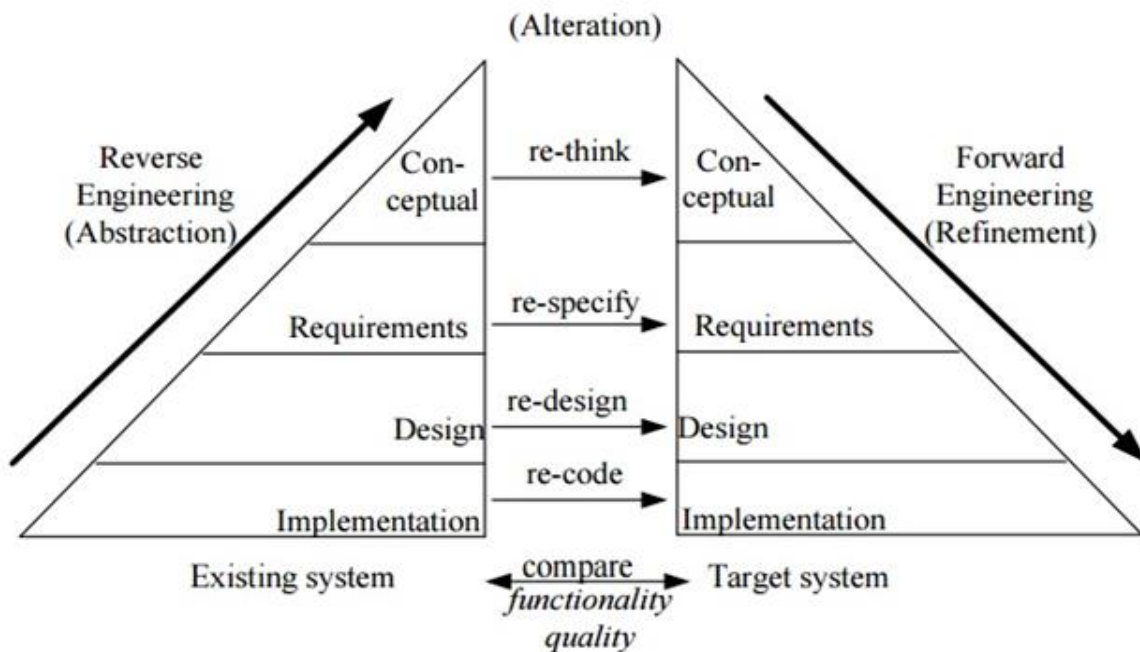 (Alteration)
Reverse
Engineering
(Abstraction)
Con-
ceptual
re-think
Con-
ceptual
Forward
Engineering
(Refinement)
Requirements
re-specify
Requirements
Design
re-design
Design
Implementation
re-code
Implementation
Existing system
compare
functionality
quality
Target system